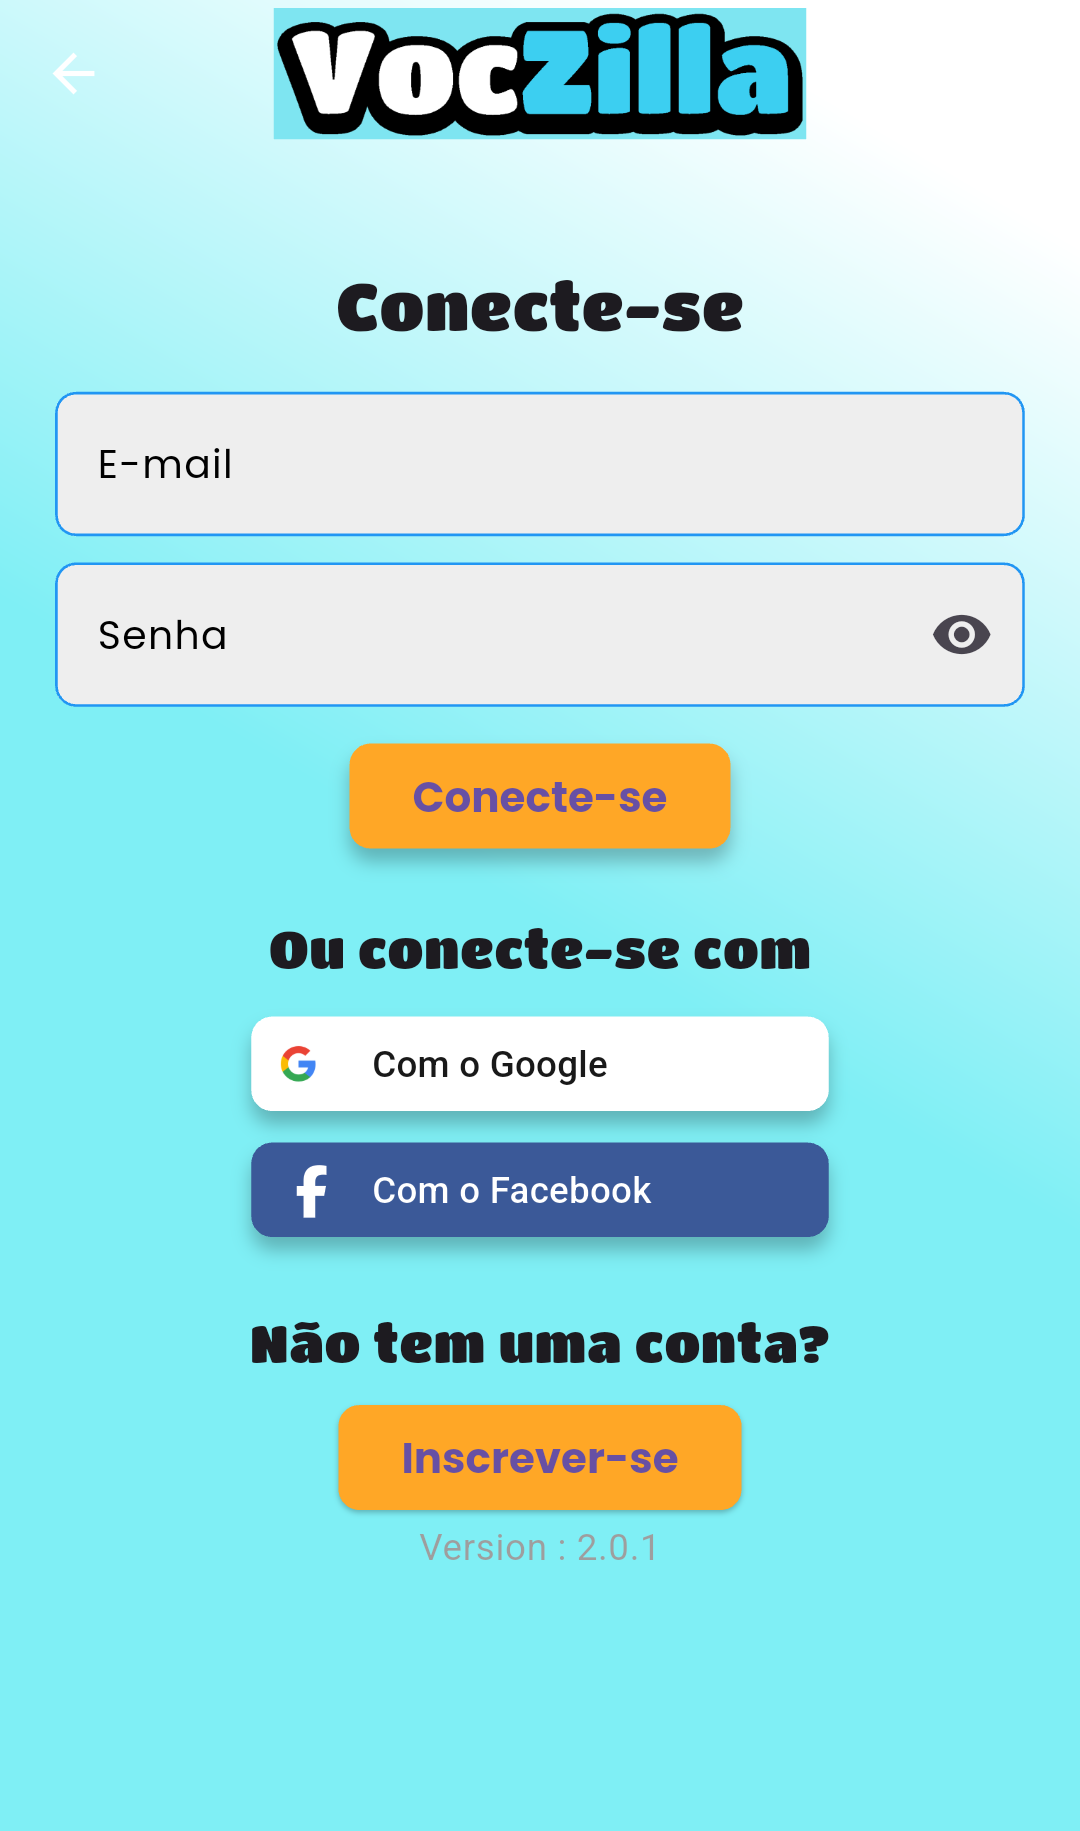 VocZilla
Conecte-se
E-mail
Senha
Conecte-se
Ou conecte-se com
Com o Google
Com o Facebook
Não tem uma conta?
Inscrever-se
Version : 2.0.1